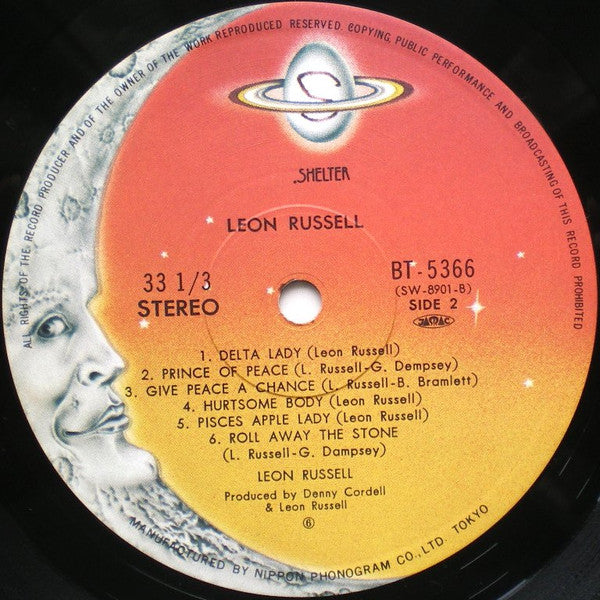 ALL RIGHTS OF THE RECORD PRODUCER AND OF THE OWNER OF THE WORK REPRODUCED RESERVED. COPYING, PUBLIC PERFORMANCE AND BROADCASTING OF THIS RECORD PROHIBITED
S
SHELTER
LEON RUSSELL
33 1/3
STEREO
BT-5366
(SW-8901-B)
SIDE 2
JASRAC
1. DELTA LADY (Leon Russell)
2. PRINCE OF PEACE (L. Russell-G. Dempsey)
3. GIVE PEACE A CHANCE (L. Russell-B. Bramlett)
4. HURTSOME BODY (Leon Russell)
5. PISCES APPLE LADY (Leon Russell)
6. ROLL AWAY THE STONE
(L. Russell-G. Dampsey)
LEON RUSSELL
Produced by Denny Cordell
& Leon Russell
⑥
MANUFACTURED BY NIPPON PHONOGRAM CO., LTD. TOKYO